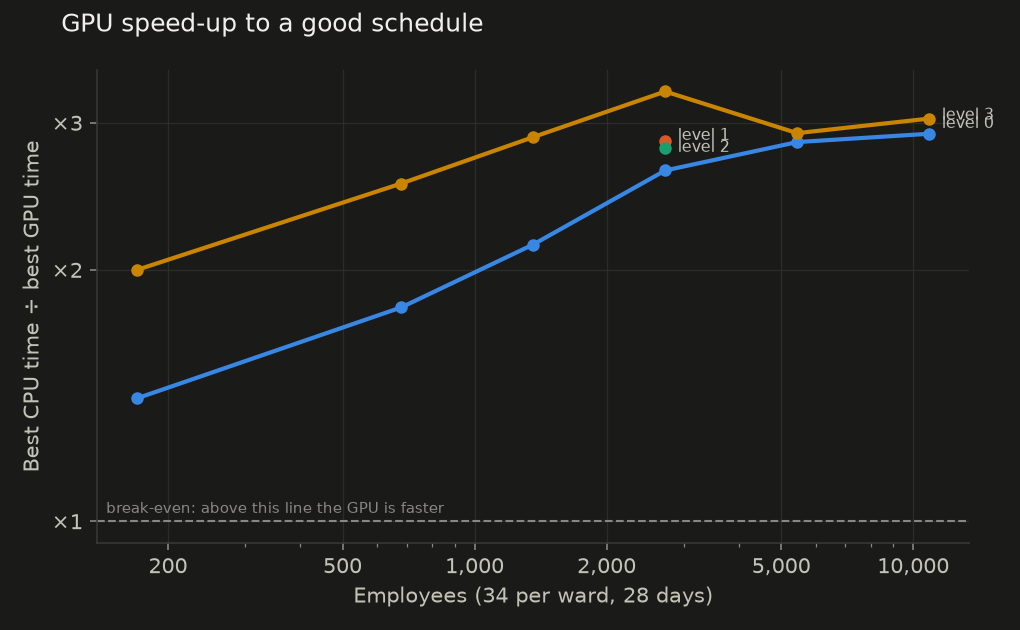 GPU speed-up to a good schedule
Best CPU time ÷ best GPU time
×3
×2
×1
level 3
level 0
level 1
level 2
break-even: above this line the GPU is faster
200
500
1,000
2,000
5,000
10,000
Employees (34 per ward, 28 days)